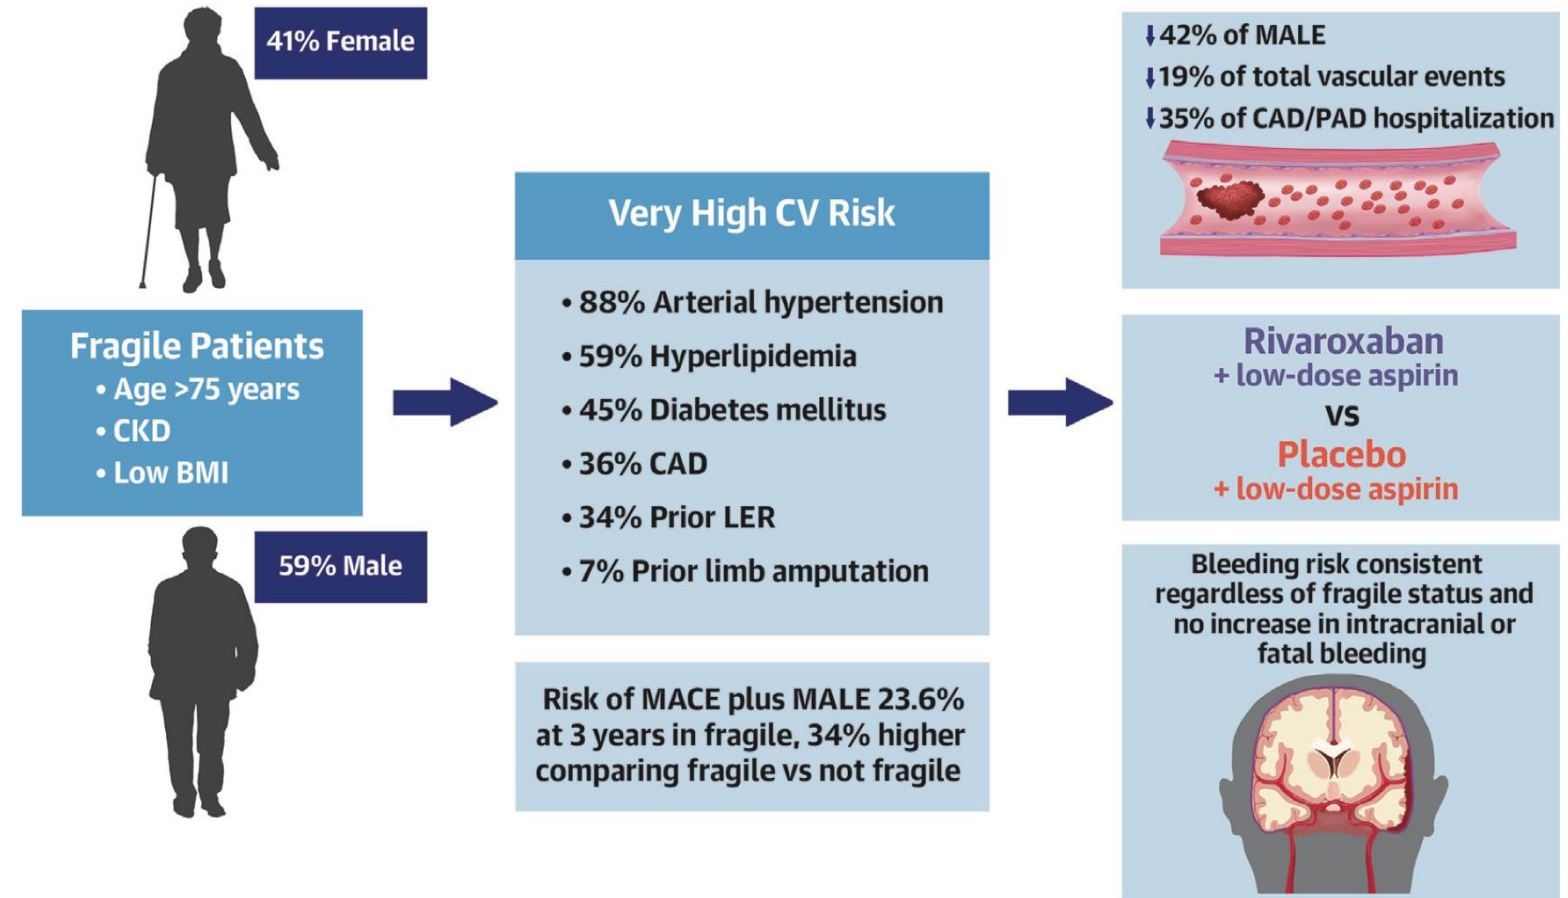 41% Female
Fragile Patients
• Age >75 years
• CKD
• Low BMI
59% Male
Very High CV Risk
• 88% Arterial hypertension
• 59% Hyperlipidemia
• 45% Diabetes mellitus
• 36% CAD
• 34% Prior LER
• 7% Prior limb amputation
Risk of MACE plus MALE 23.6%
at 3 years in fragile, 34% higher
comparing fragile vs not fragile
↓42% of MALE
↓19% of total vascular events
↓35% of CAD/PAD hospitalization
Rivaroxaban
+ low-dose aspirin
VS
Placebo
+ low-dose aspirin
Bleeding risk consistent
regardless of fragile status and
no increase in intracranial or
fatal bleeding